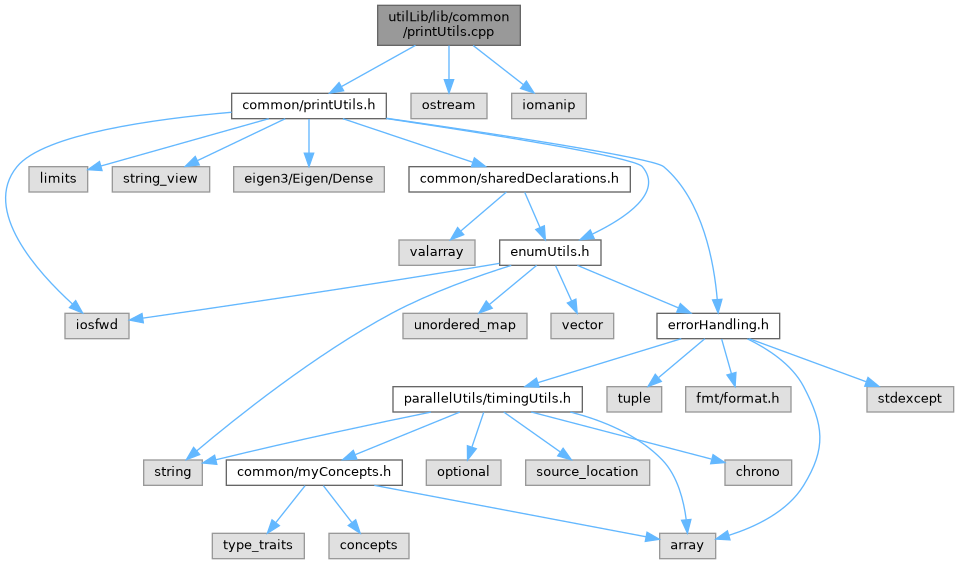 utilLib/lib/common
/printUtils.cpp
common/printUtils.h
ostream
iomanip
limits
string_view
eigen3/Eigen/Dense
common/sharedDeclarations.h
valarray
enumUtils.h
iosfwd
unordered_map
vector
errorHandling.h
parallelUtils/timingUtils.h
tuple
fmt/format.h
stdexcept
string
common/myConcepts.h
optional
source_location
chrono
type_traits
concepts
array